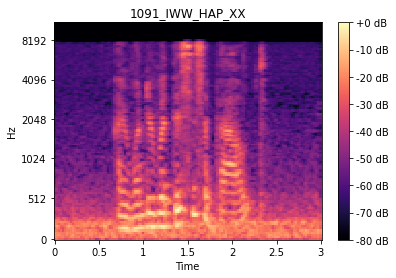 1091_IWW_HAP_XX
+0 dB
8192
-10 dB
4096
-20 dB
-30 dB
Hz
2048
-40 dB
1024
-50 dB
-60 dB
512
-70 dB
0
-80 dB
0 0.5 1 1.5 2 2.5 3
Time